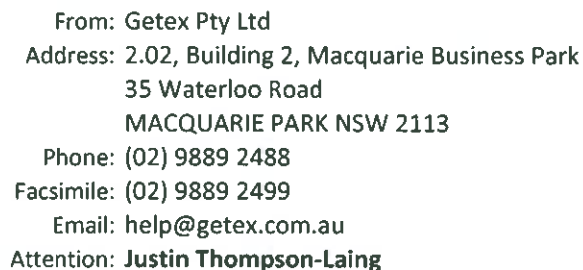 From: Getex Pty Ltd
Address: 2.02, Building 2, Macquarie Business Park
35 Waterloo Road
MACQUARIE PARK NSW 2113
Phone: (02) 9889 2488
Facsimile: (02) 9889 2499
Email: help@getex.com.au
Attention: Justin Thompson-Laing